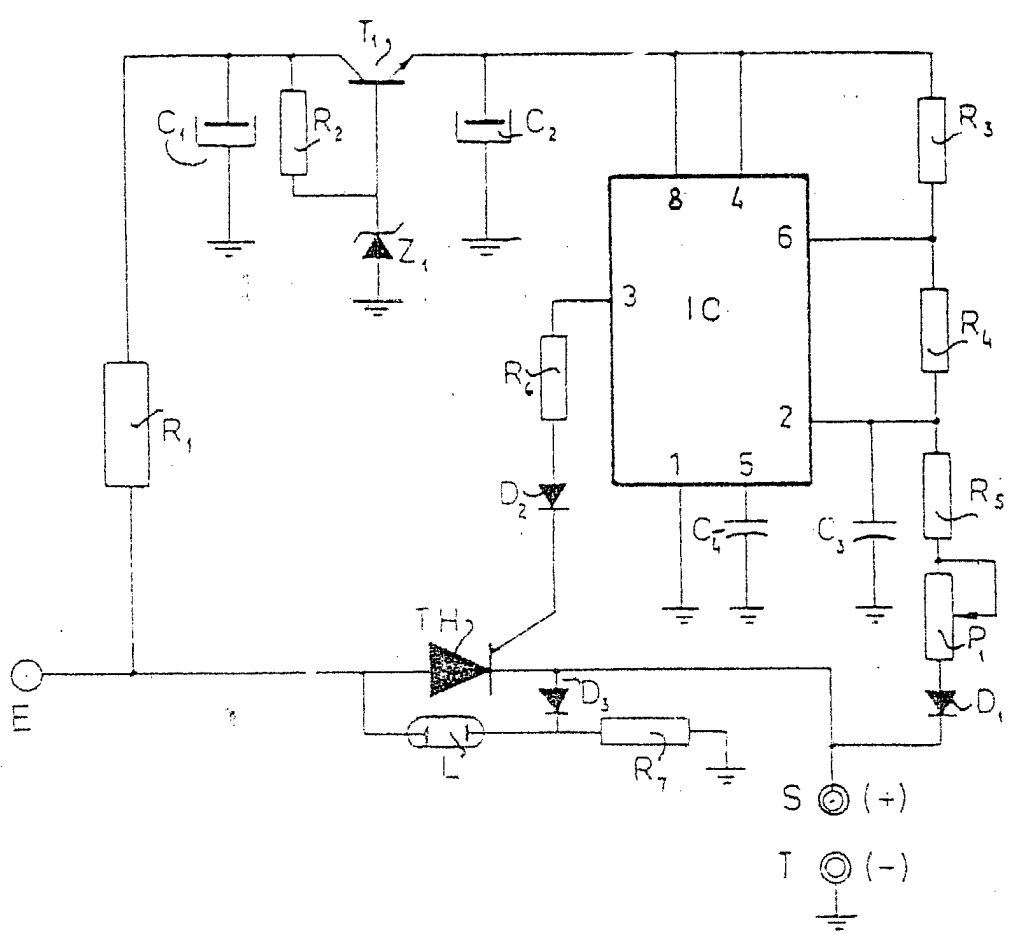 T₁
C₁
R₂
C₂
R₃
8 4
6
Z₁
3
IC
R₄
R₆
R₁
2
1 5
D₂
C₄
C₃
R₅
TH
P₁
E
D₃
D₁
L
R₇
S (+)
T (-)